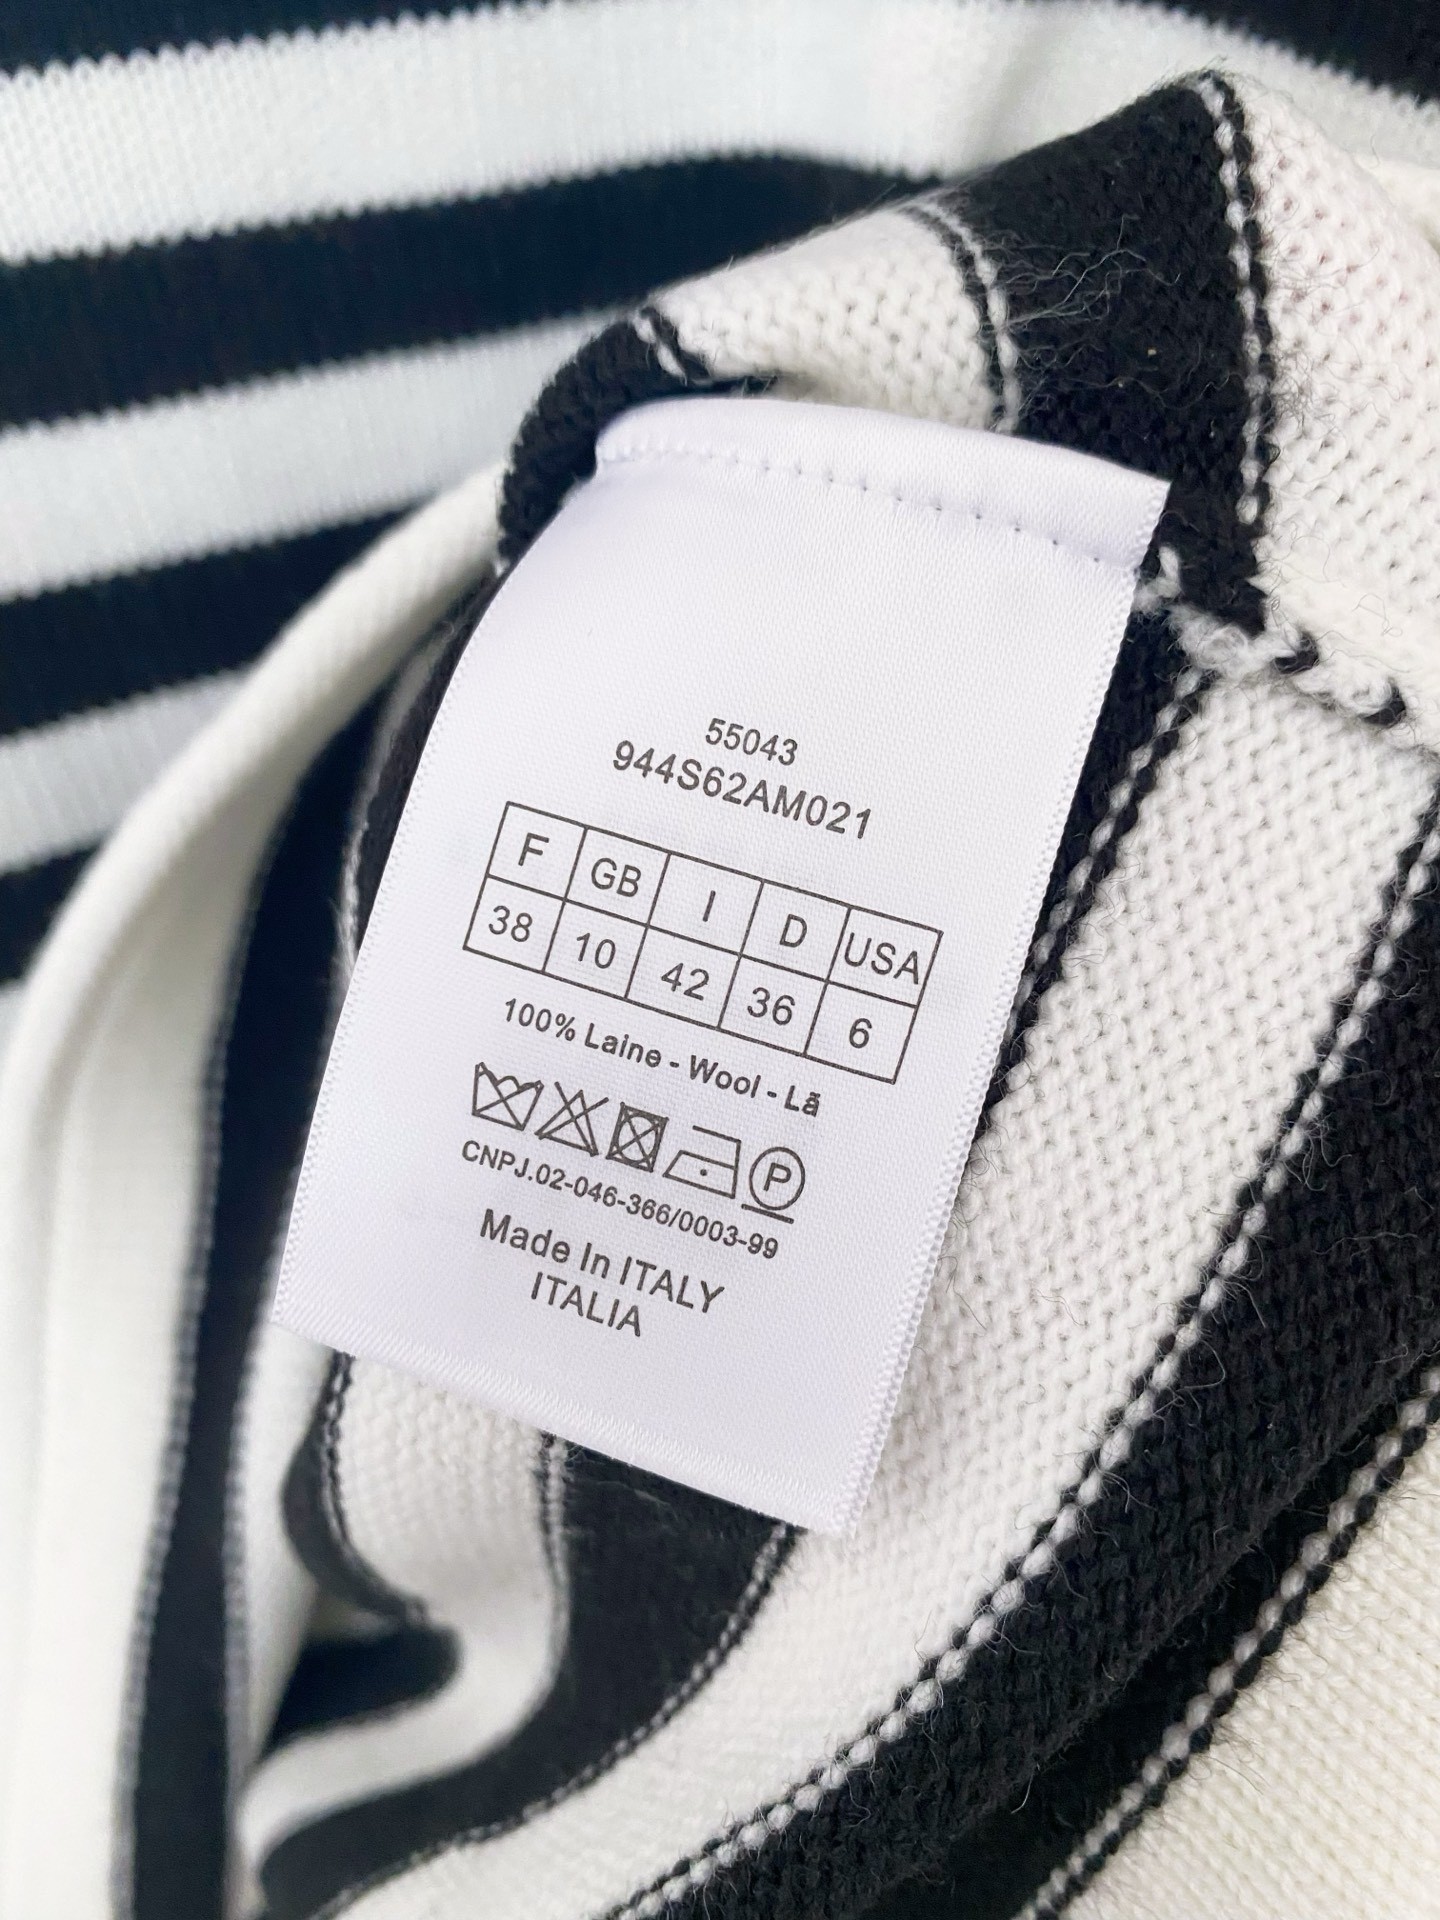 55043
944S62AM021
F GB I D USA
38 10 42 36 6
100% Laine - Wool - Lã
P
CNPJ.02-046-366/0003-99
Made In ITALY
ITALIA